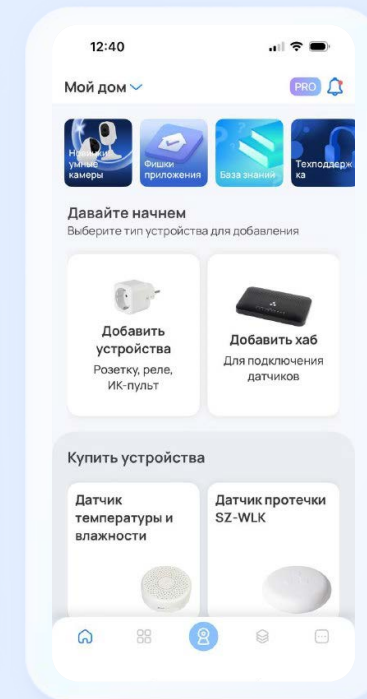 12:40
Мой дом
PRO
Новинки
умные
камеры
Фишки
приложения
База знаний
Техподдерж
ка
Давайте начнем
Выберите тип устройства для добавления
Добавить
устройства
Розетку, реле,
ИК-пульт
Добавить хаб
Для подключения
датчиков
Купить устройства
Датчик
температуры и
влажности
Датчик протечки
SZ-WLK